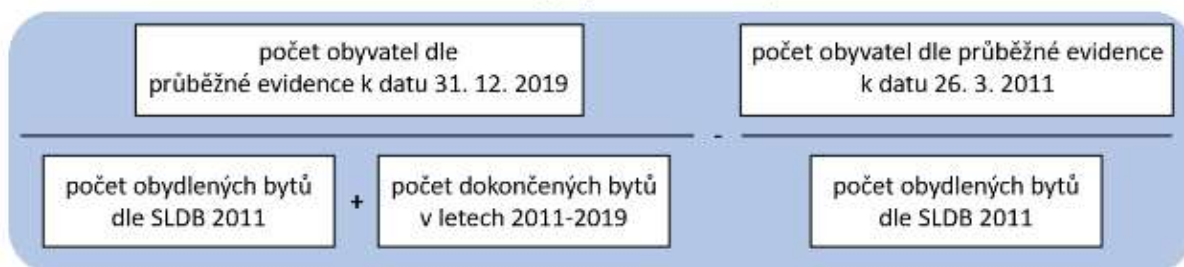 počet obyvatel dle
průběžné evidence k datu 31. 12. 2019
počet obyvatel dle průběžné evidence
k datu 26. 3. 2011
-
počet obydlených bytů
dle SLDB 2011
+
počet dokončených bytů
v letech 2011-2019
počet obydlených bytů
dle SLDB 2011